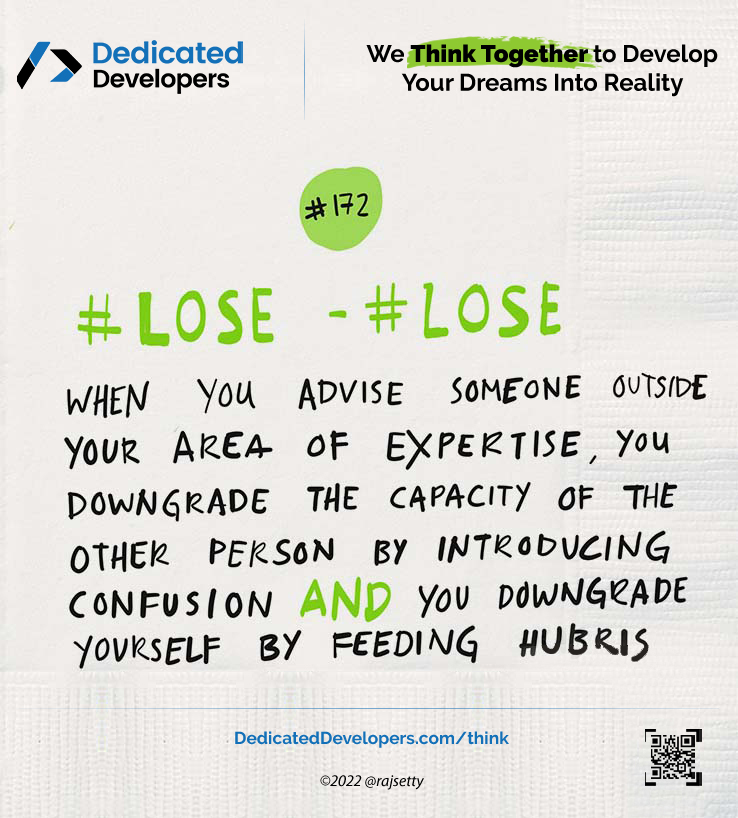 Dedicated
Developers
We Think Together to Develop
Your Dreams Into Reality
#172
#LOSE - #LOSE
WHEN YOU ADVISE SOMEONE OUTSIDE
YOUR AREA OF EXPERTISE, YOU
DOWNGRADE THE CAPACITY OF THE
OTHER PERSON BY INTRODUCING
CONFUSION AND YOU DOWNGRADE
YOURSELF BY FEEDING HUBRIS
DedicatedDevelopers.com/think
©2022 @rajsetty